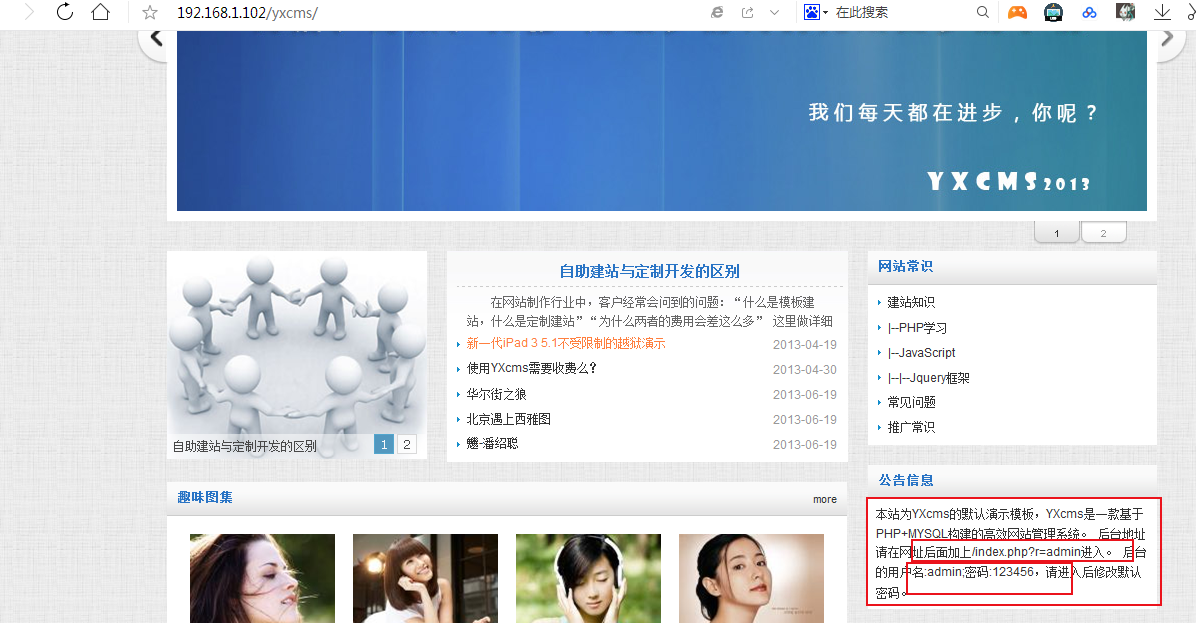 192.168.1.102/yxcms/
在此搜索
我们每天都在进步，你呢？
YXCMS2013
1
2
自助建站与定制开发的区别
1
2
自助建站与定制开发的区别
在网站制作行业中，客户经常会问到的问题：“什么是模板建
站，什么是定制建站”“为什么两者的费用会差这么多” 这里做详细
新一代iPad 3 5.1不受限制的越狱演示
2013-04-19
使用YXcms需要收费么?
2013-04-30
华尔街之狼
2013-06-19
北京遇上西雅图
2013-06-19
2013-06-19
网站常识
建站知识
|--PHP学习
|--JavaScript
|--|--Jquery框架
常见问题
推广常识
公告信息
本站为YXcms的默认演示模板，YXcms是一款基于
PHP+MYSQL构建的高效网站管理系统。 后台地址
请在网址后面加上/index.php?r=admin进入。 后台
的用户名:admin;密码:123456，请进入后修改默认
密码。
趣味图集
more